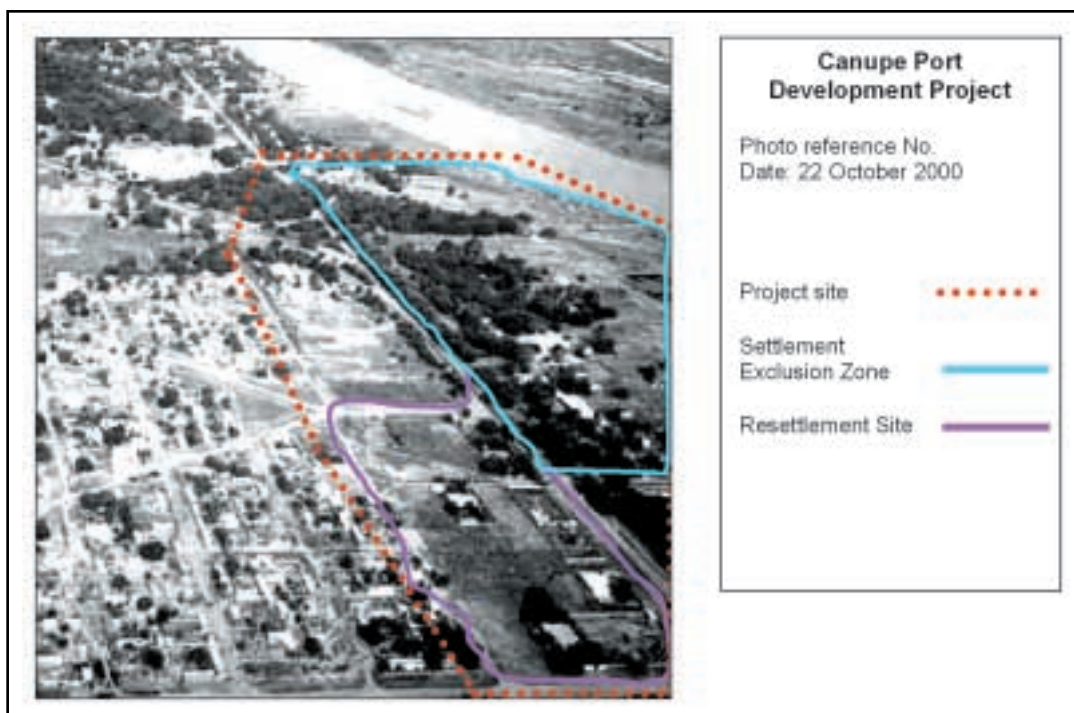 Canupe Port
Development Project
Photo reference No.
Date: 22 October 2000
Project site
Settlement
Exclusion Zone
Resettlement Site